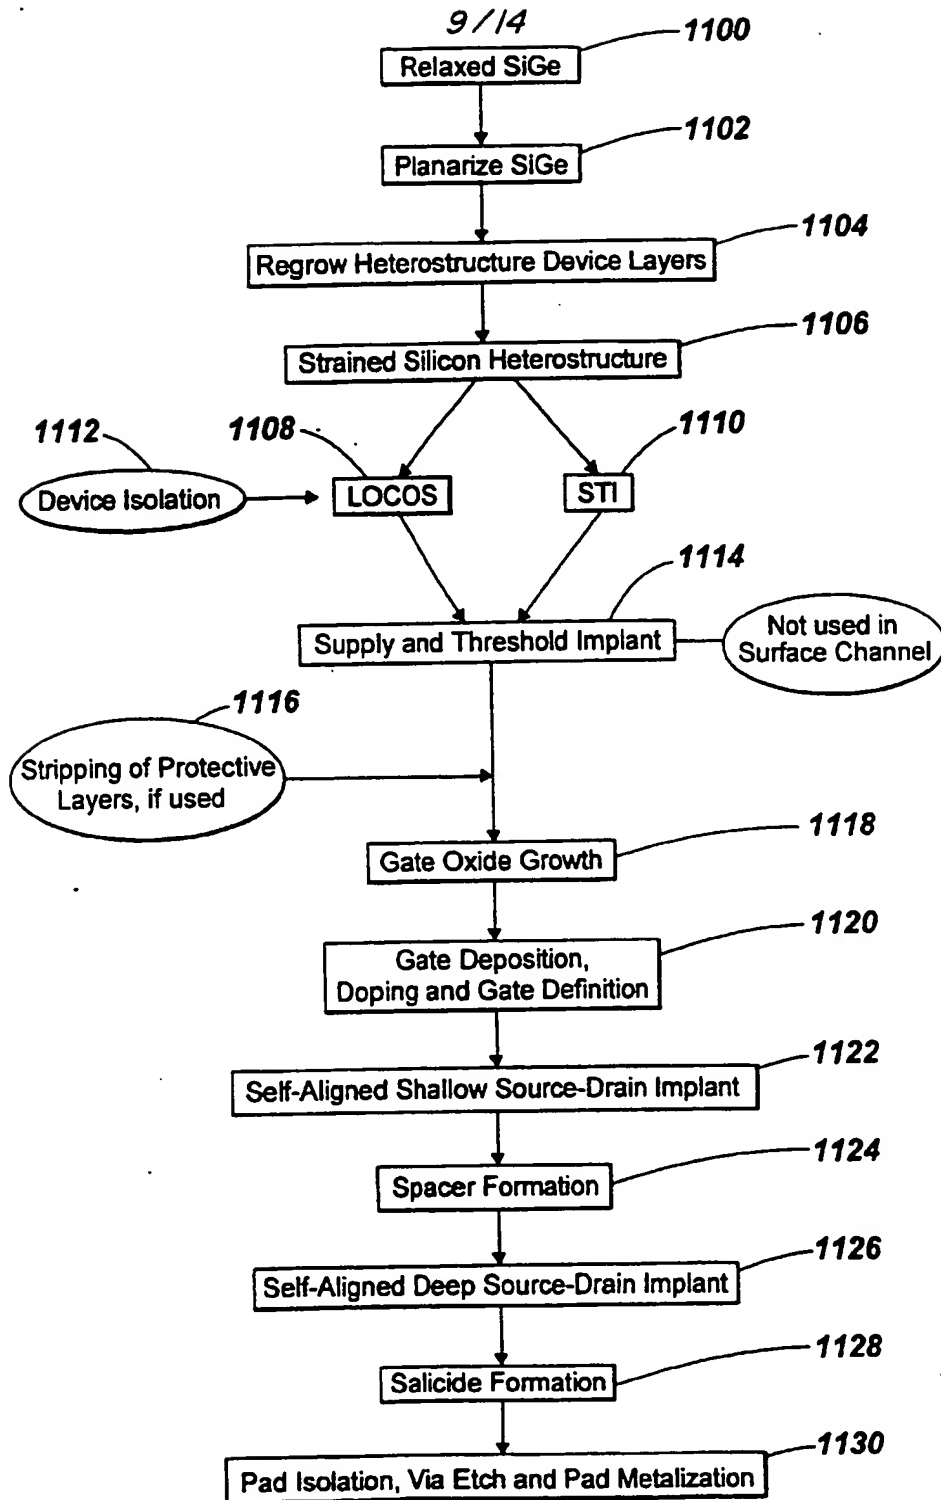 9/14
1100
Relaxed SiGe
1102
Planarize SiGe
1104
Regrow Heterostructure Device Layers
1106
Strained Silicon Heterostructure
1112
1108
1110
Device Isolation
LOCOS
STI
1114
Supply and Threshold Implant
Not used in
Surface Channel
1116
Stripping of Protective
Layers, if used
1118
Gate Oxide Growth
1120
Gate Deposition,
Doping and Gate Definition
1122
Self-Aligned Shallow Source-Drain Implant
1124
Spacer Formation
1126
Self-Aligned Deep Source-Drain Implant
1128
Salicide Formation
1130
Pad Isolation, Via Etch and Pad Metalization